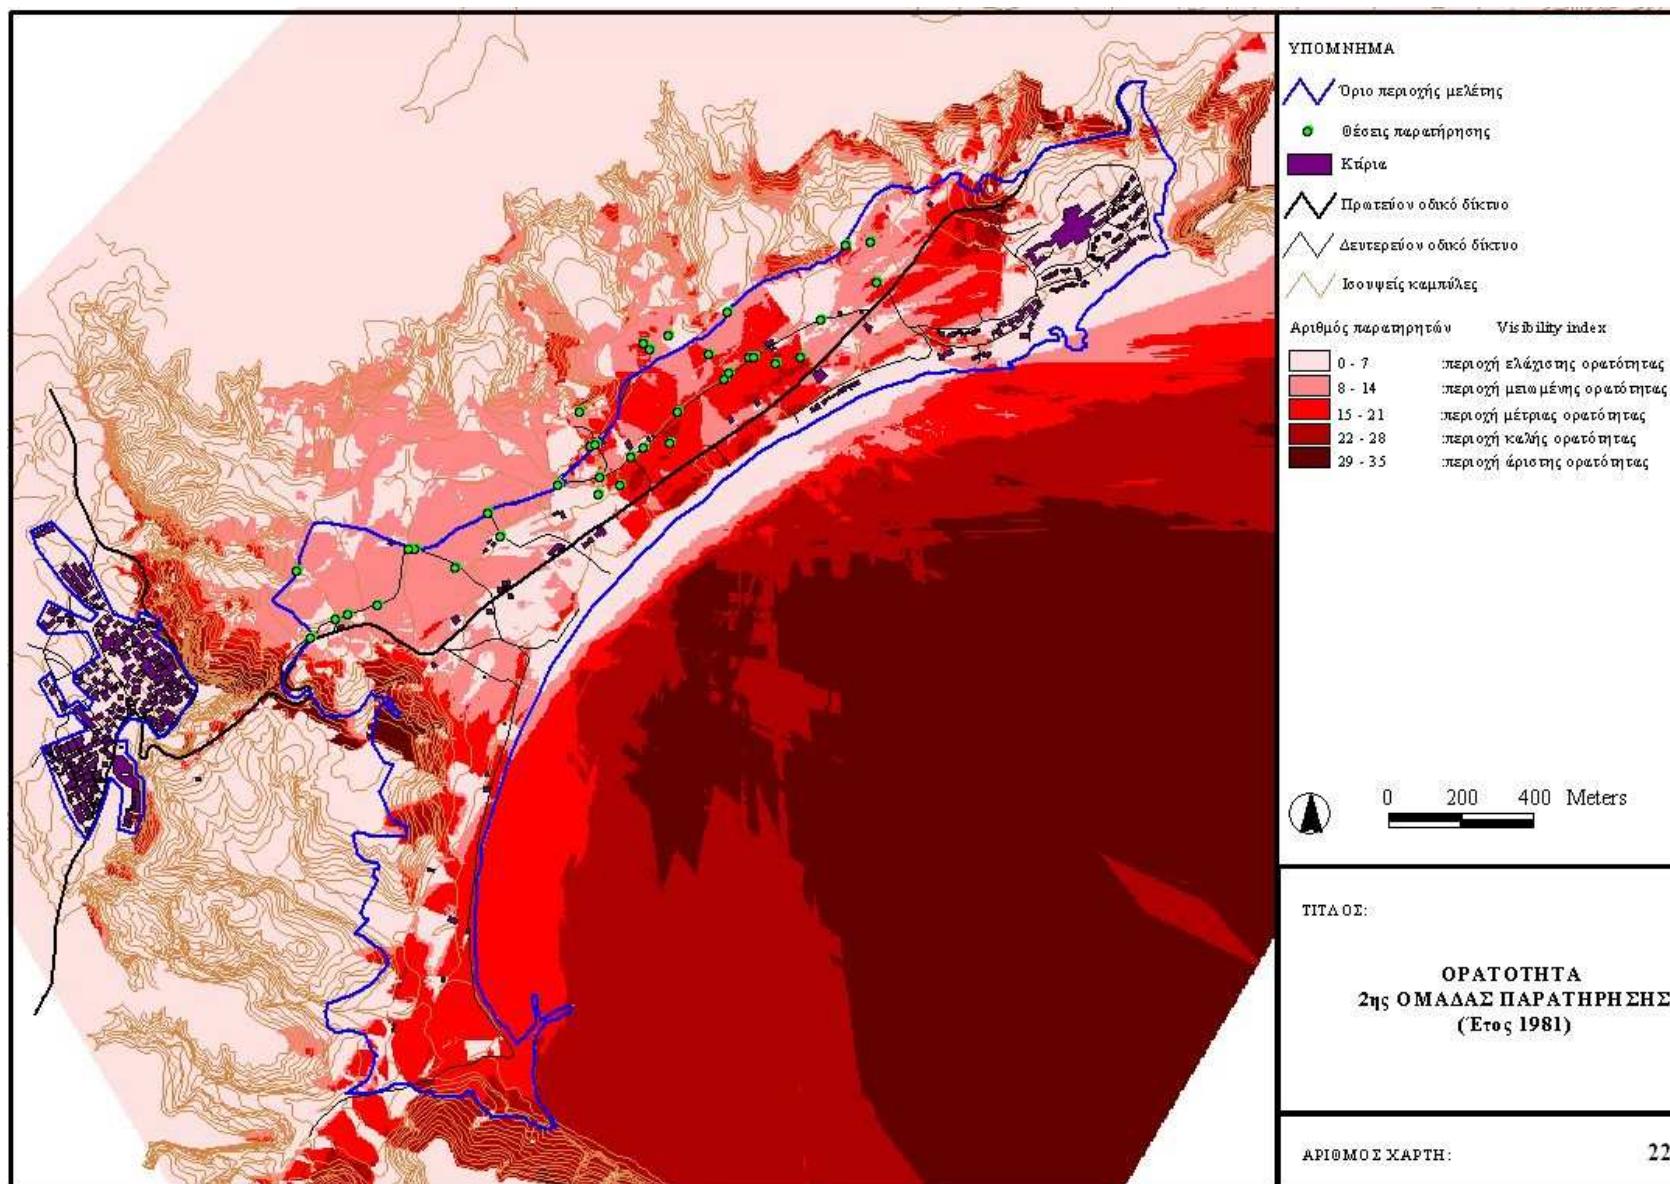 ΥΠΟΜΝΗΜΑ
Όριο περιοχής μελέτης
Θέσεις παρατήρησης
Κτίρια
Πρωτεύον οδικό δίκτυο
Δευτερεύον οδικό δίκτυο
Ισουψείς καμπύλες
Αριθμός παρατηρητών Visibility index
0 - 7 :περιοχή ελάχιστης ορατότητας
8 - 14 :περιοχή μειωμένης ορατότητας
15 - 21 :περιοχή μέτριας ορατότητας
22 - 28 :περιοχή καλής ορατότητας
29 - 35 :περιοχή άριστης ορατότητας
0 200 400 Meters
ΤΙΤΛΟΣ:
ΟΡΑΤΟΤΗΤΑ
2ης ΟΜΑΔΑΣ ΠΑΡΑΤΗΡΗΣΗΣ
(Έτος 1981)
ΑΡΙΘΜΟΣ ΧΑΡΤΗ: 22